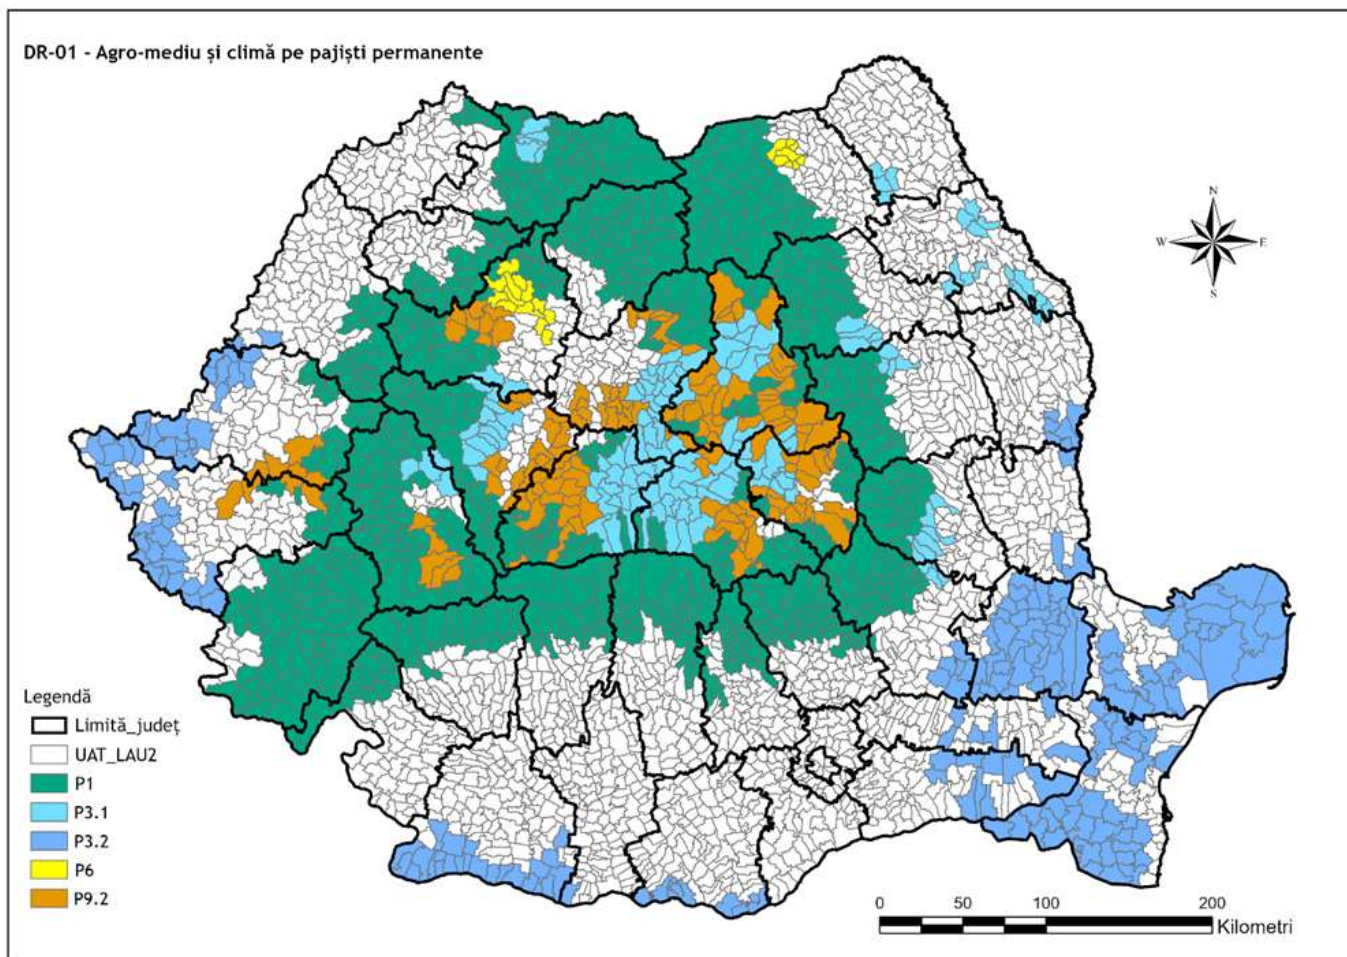 DR-01 - Agro-mediu și climă pe pajiști permanente
N
W
E
S
Legendă
Limită_județ
UAT_LAU2
P1
P3.1
P3.2
P6
P9.2
0 50 100 200
Kilometri